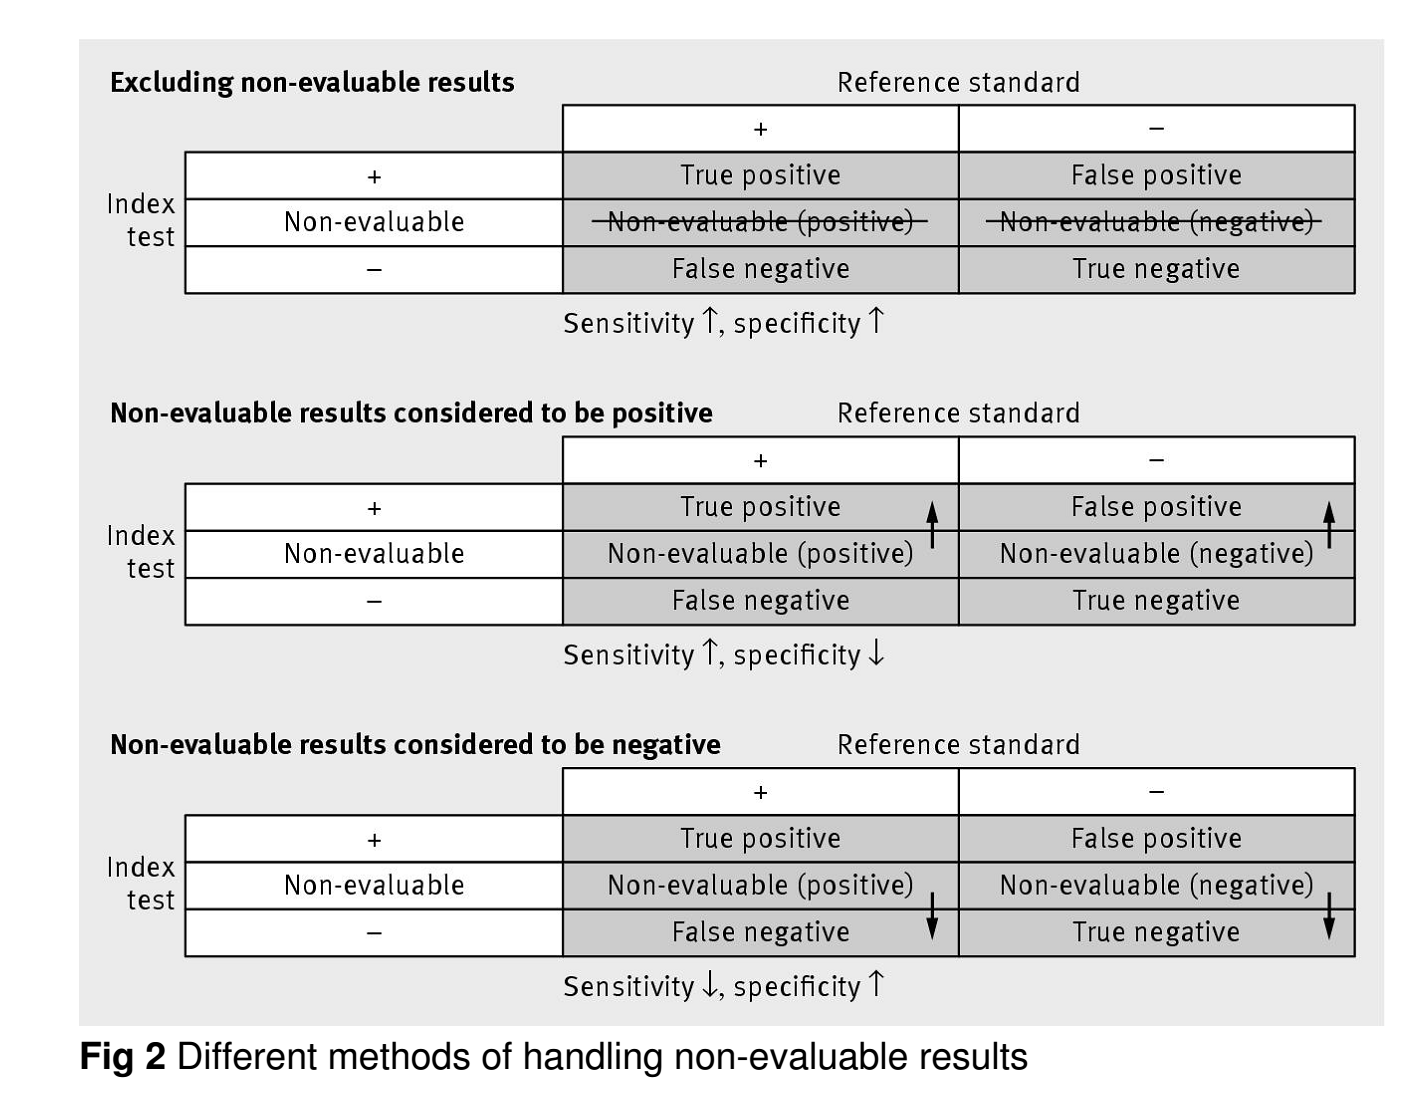 Excluding non-evaluable results Reference standard
+ –
+ True positive False positive
Index test
Non-evaluable Non-evaluable (positive) Non-evaluable (negative)
– False negative True negative
Sensitivity ↑, specificity ↑
Non-evaluable results considered to be positive Reference standard
+ –
+ True positive False positive
Index test
Non-evaluable Non-evaluable (positive) Non-evaluable (negative)
– False negative True negative
Sensitivity ↑, specificity ↓
Non-evaluable results considered to be negative Reference standard
+ –
+ True positive False positive
Index test
Non-evaluable Non-evaluable (positive) Non-evaluable (negative)
– False negative True negative
Sensitivity ↓, specificity ↑
Fig 2 Different methods of handling non-evaluable results